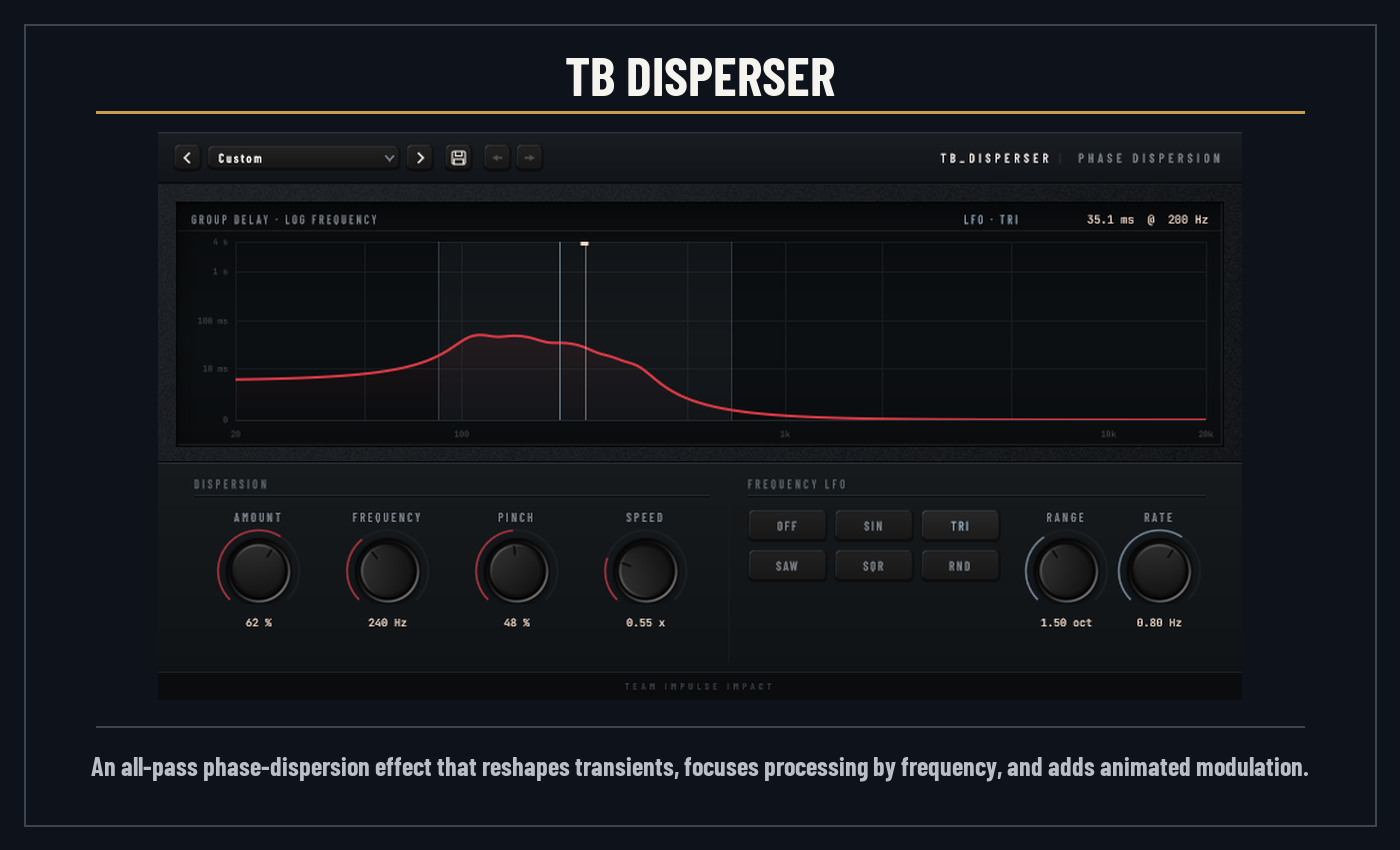 TB DISPERSER
Custom
TB_DISPERSER | PHASE DISPERSION
GROUP DELAY · LOG FREQUENCY
LFO · TRI
35.1 ms @ 200 Hz
4 s
1 s
100 ms
10 ms
0
20 100 1k 10k 20k
DISPERSION
FREQUENCY LFO
AMOUNT FREQUENCY PINCH SPEED
OFF SIN TRI
RANGE RATE
SAW SQR RND
62 % 240 Hz 48 % 0.55 x
1.50 oct 0.80 Hz
TEAM IMPULSE IMPACT
An all-pass phase-dispersion effect that reshapes transients, focuses processing by frequency, and adds animated modulation.